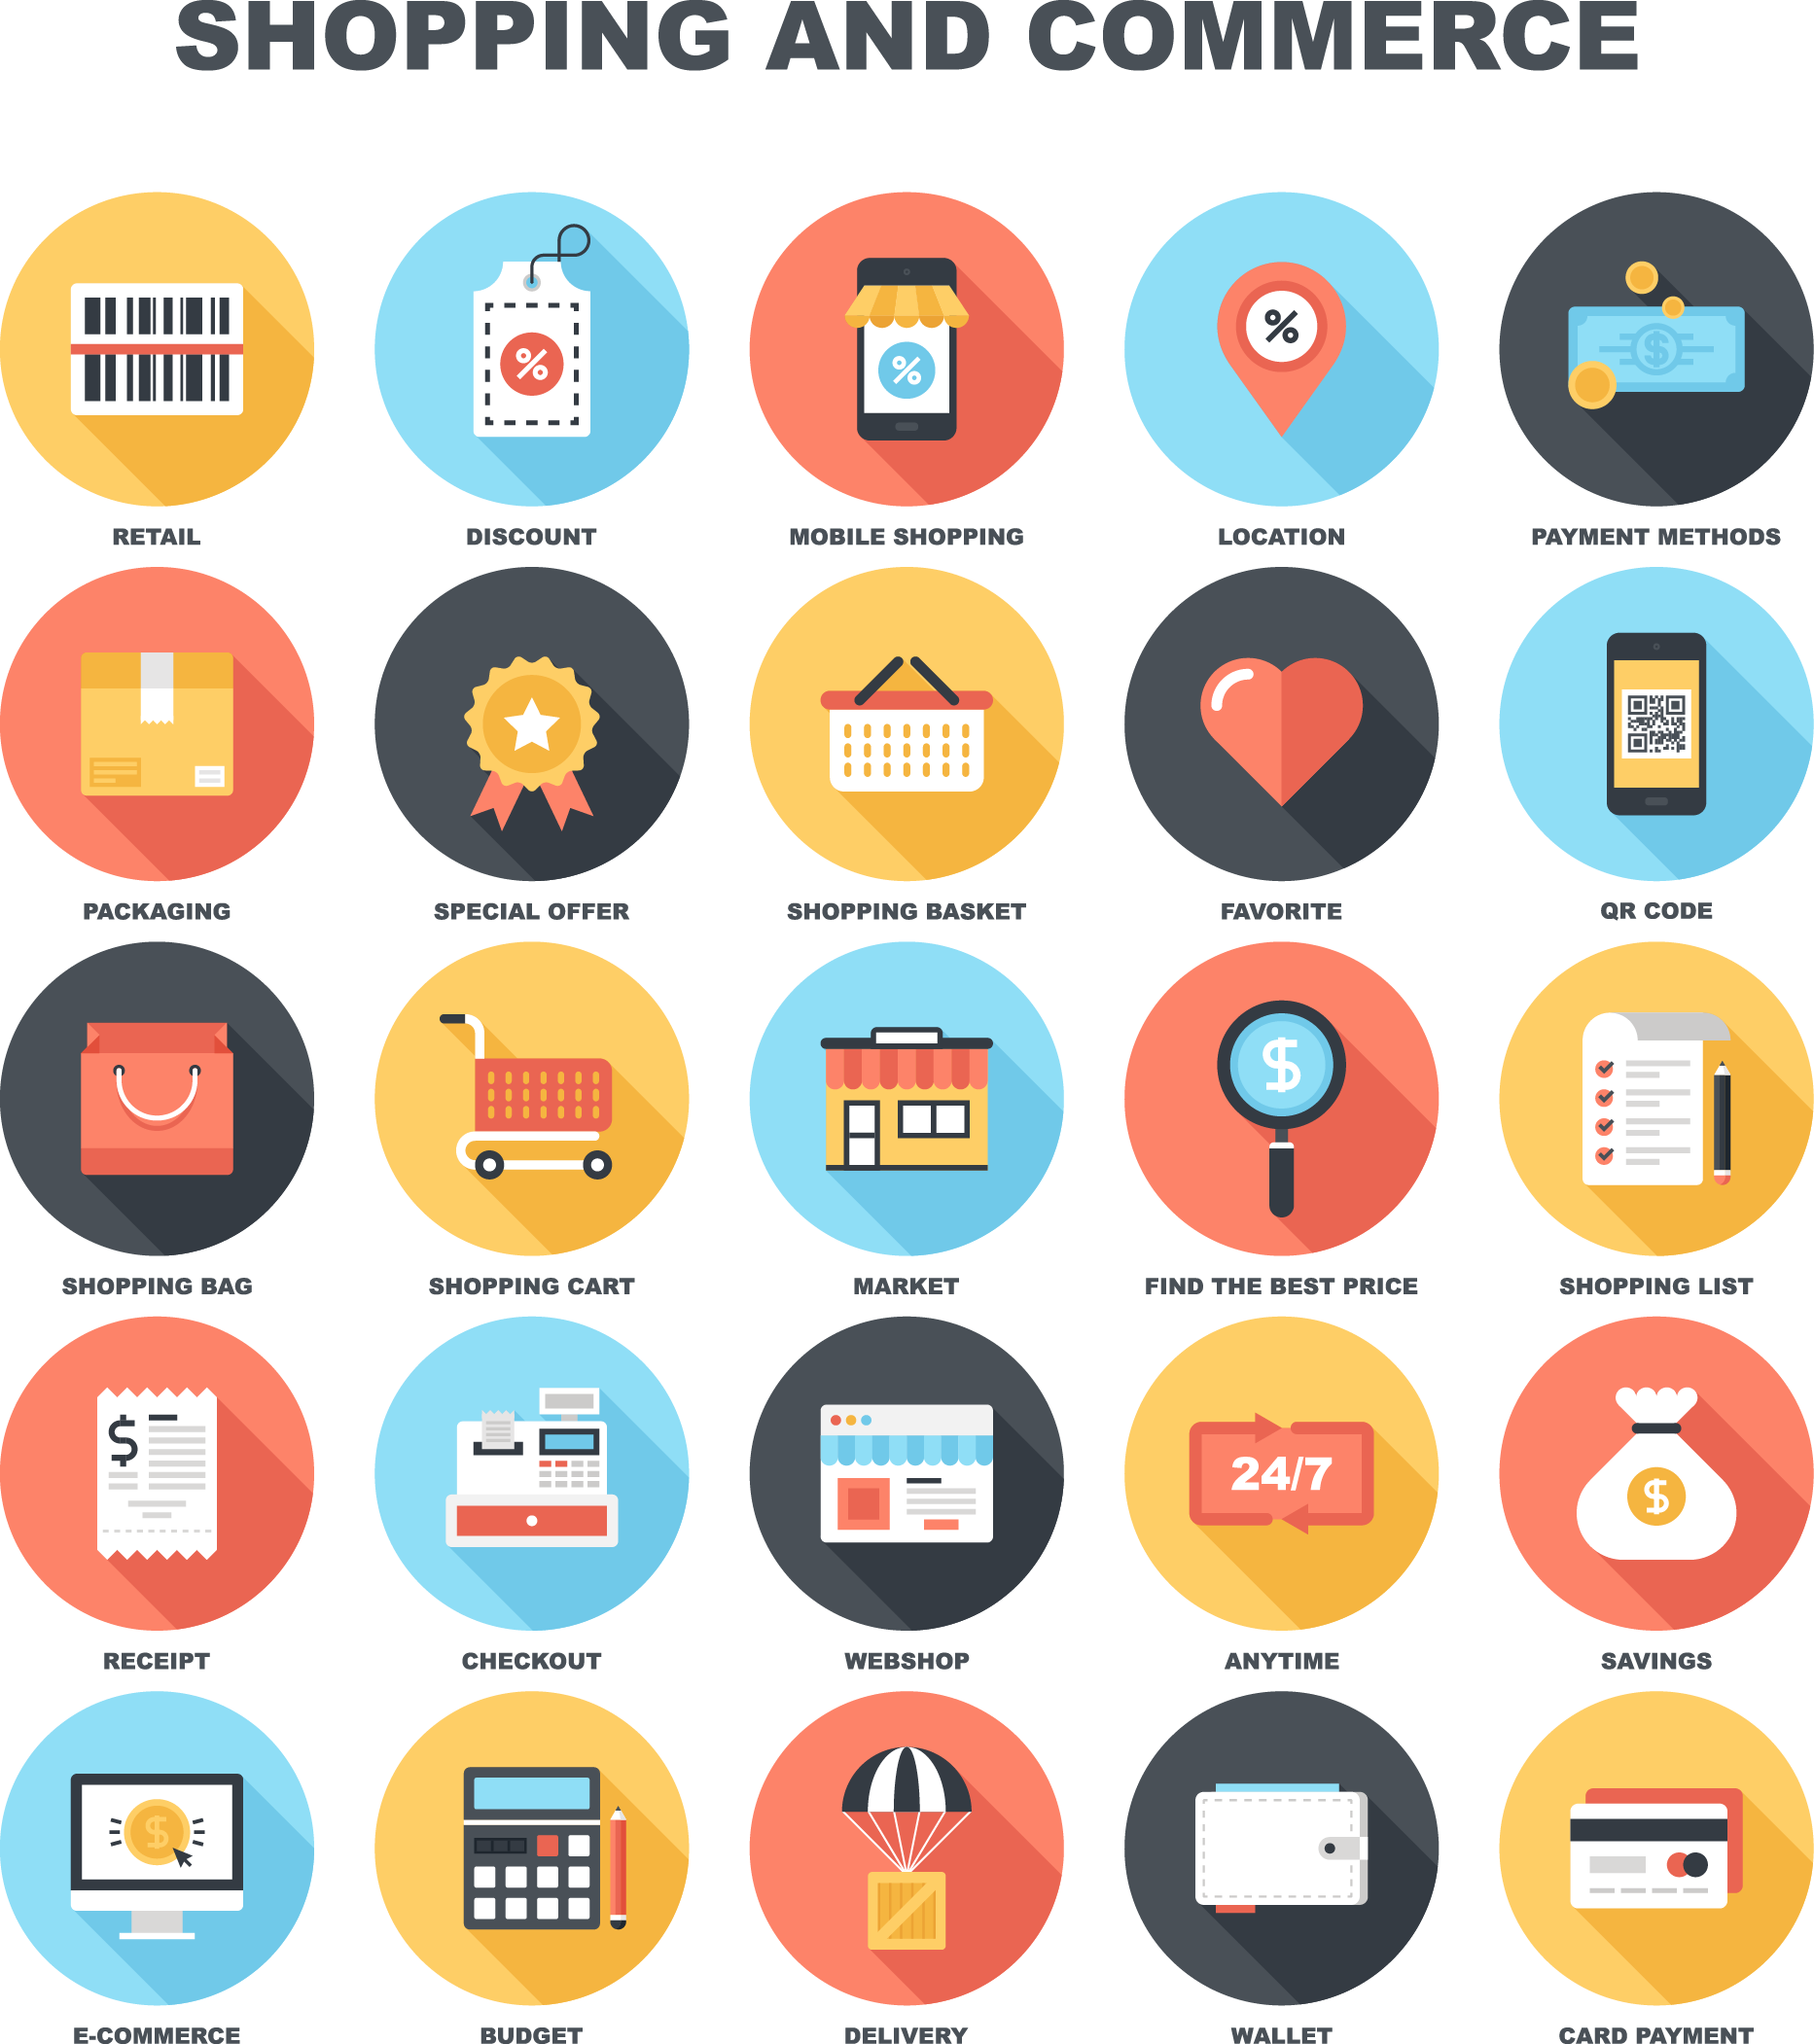 SHOPPING AND COMMERCE
%
%
%
$
RETAIL
DISCOUNT
MOBILE SHOPPING
LOCATION
PAYMENT METHODS
PACKAGING
SPECIAL OFFER
SHOPPING BASKET
FAVORITE
QR CODE
$
SHOPPING BAG
SHOPPING CART
MARKET
FIND THE BEST PRICE
SHOPPING LIST
$
24/7
$
RECEIPT
CHECKOUT
WEBSHOP
ANYTIME
SAVINGS
$
E-COMMERCE
BUDGET
DELIVERY
WALLET
CARD PAYMENT